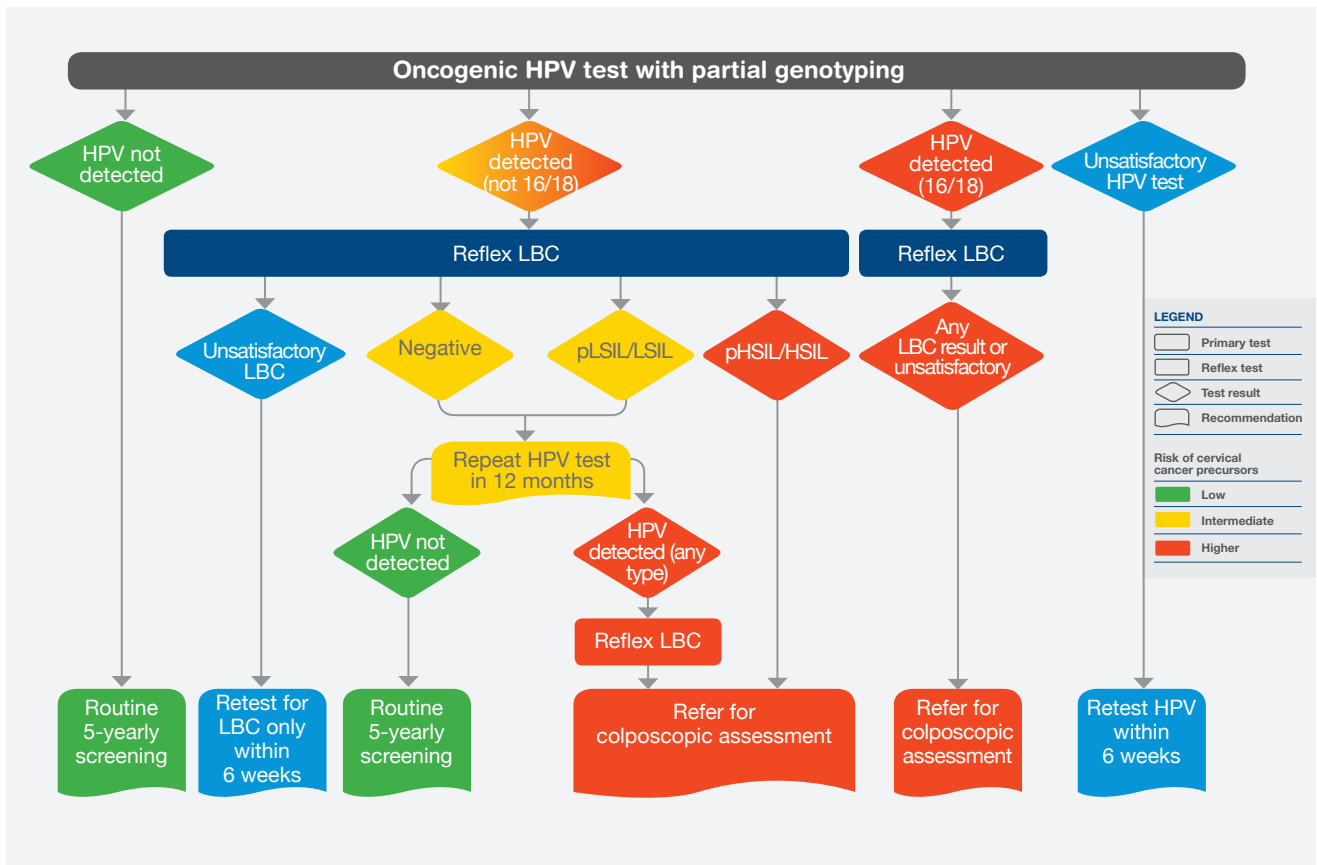 Oncogenic HPV test with partial genotyping
HPV not
detected
HPV
detected
(not 16/18)
HPV
detected
(16/18)
Unsatisfactory
HPV test
Reflex LBC
Reflex LBC
Unsatisfactory
LBC
Negative
pLSIL/LSIL
pHSIL/HSIL
Any
LBC result or
unsatisfactory
Repeat HPV test
in 12 months
HPV not
detected
HPV
detected (any
type)
Reflex LBC
Routine
5-yearly
screening
Retest for
LBC only
within
6 weeks
Routine
5-yearly
screening
Refer for
colposcopic assessment
Refer for
colposcopic
assessment
Retest HPV
within
6 weeks
LEGEND
Primary test
Reflex test
Test result
Recommendation
Risk of cervical
cancer precursors
Low
Intermediate
Higher